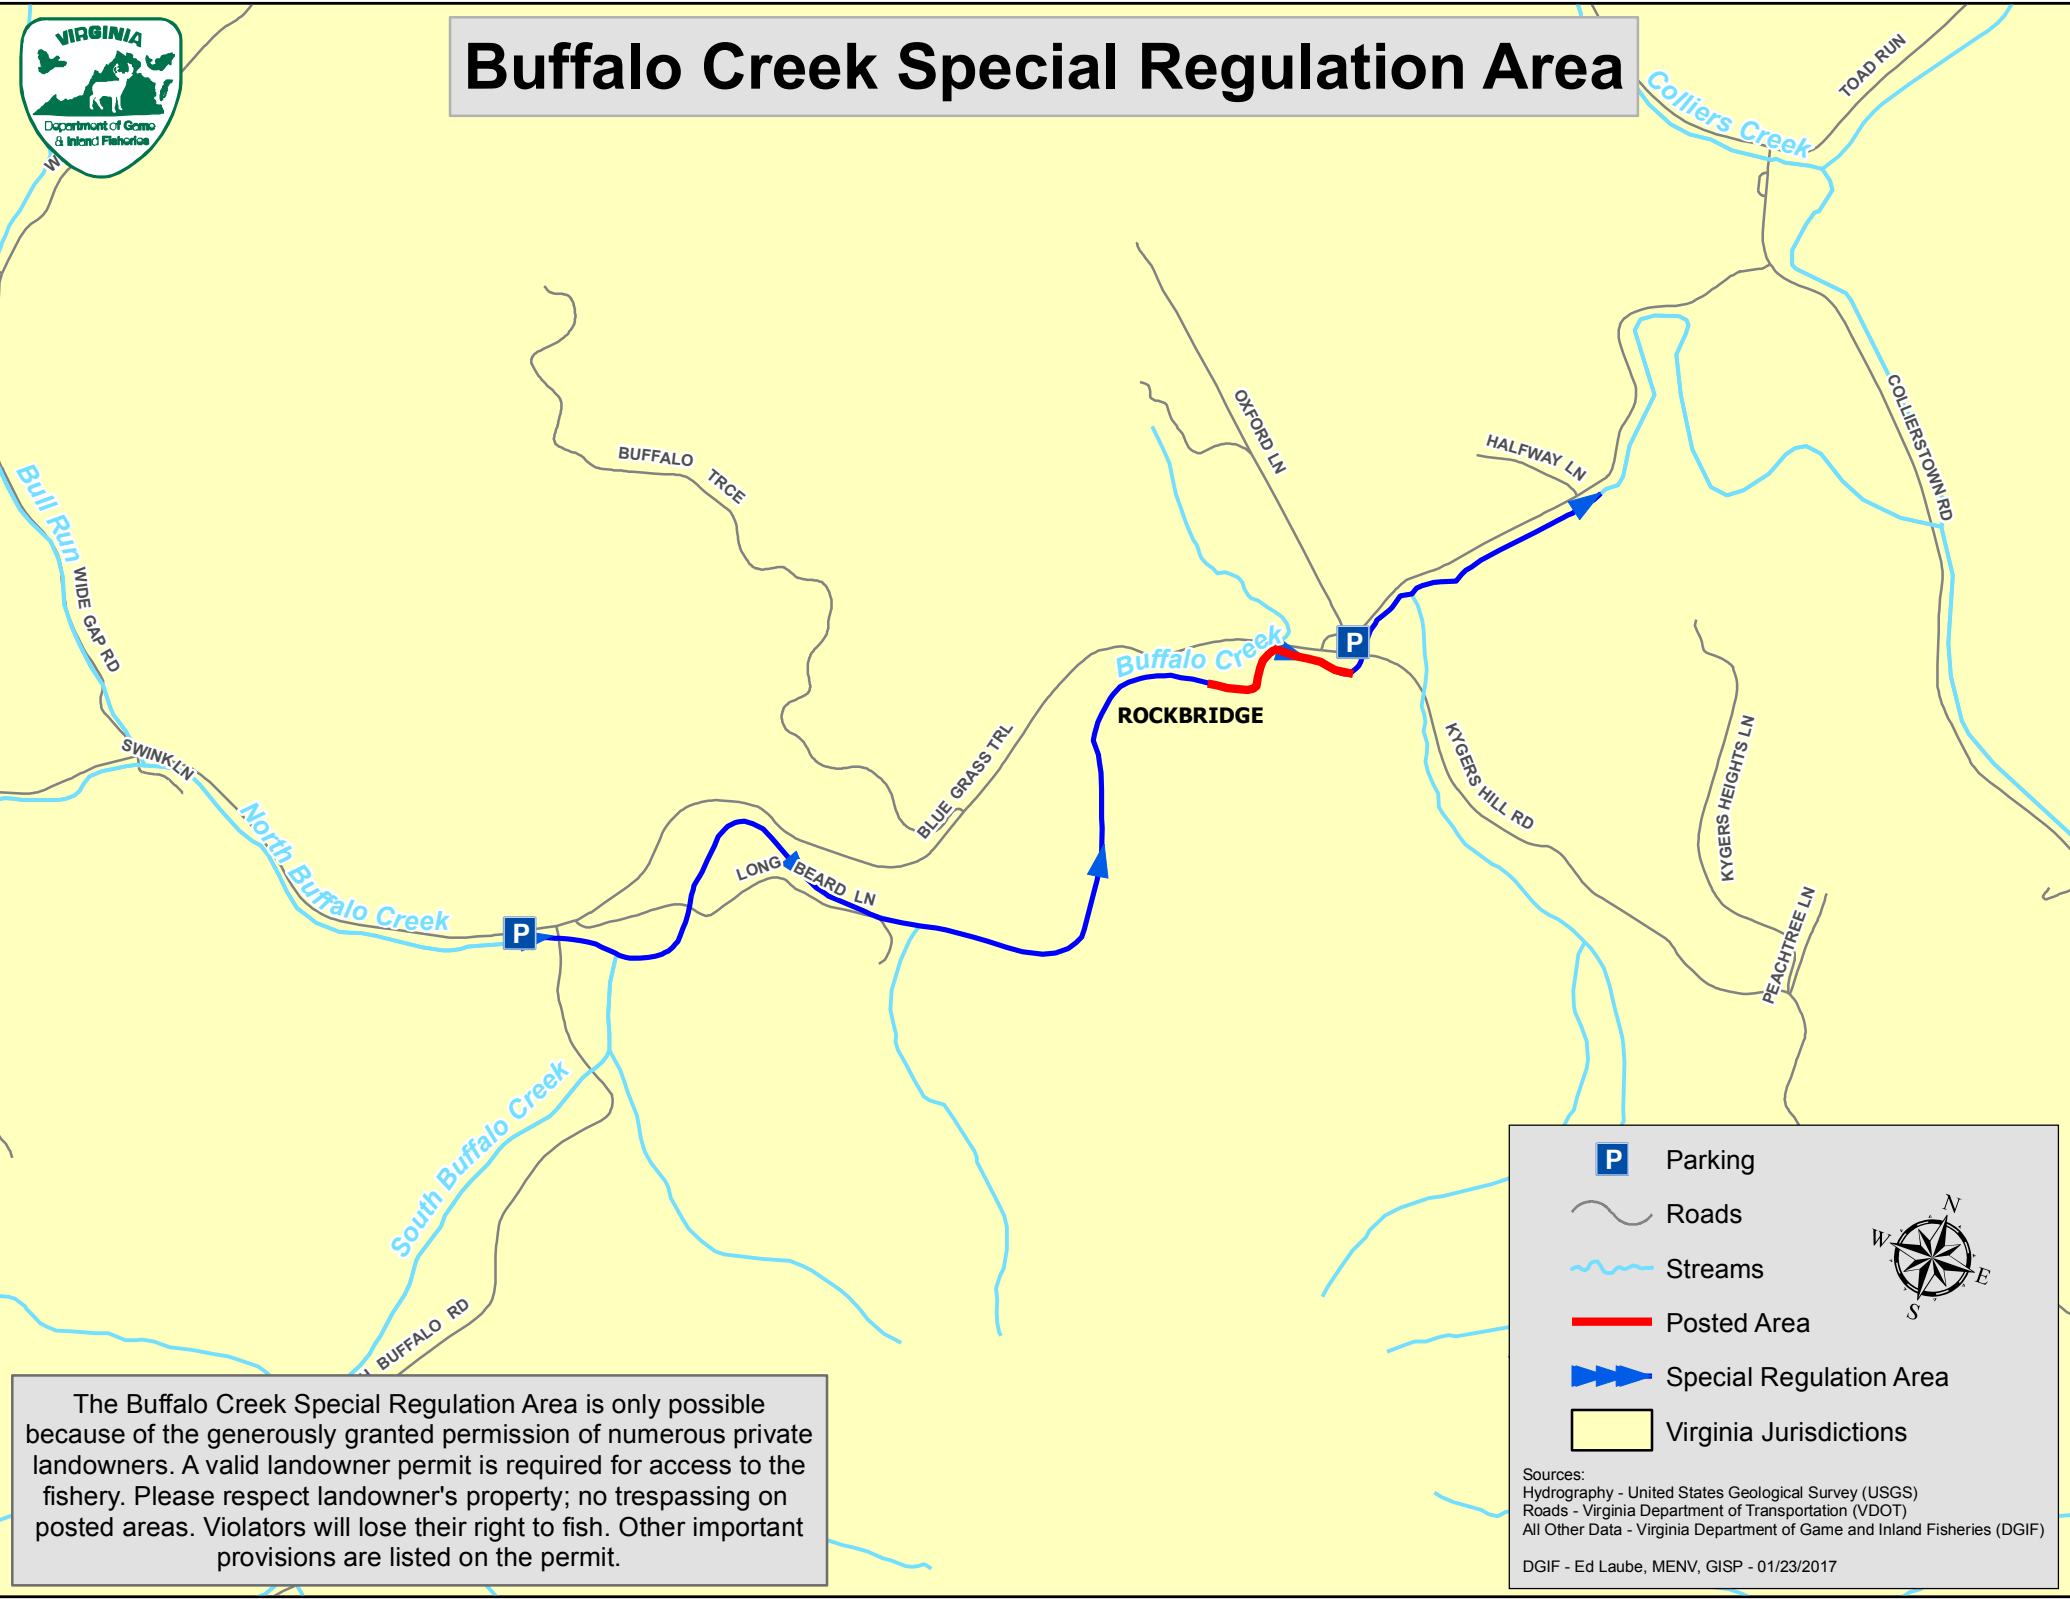 VIRGINIA
Department of Game
& Inland Fisheries
Buffalo Creek Special Regulation Area
TOAD RUN
Colliers Creek
W
OXFORD LN
COLLIERSTOWN RD
HALFWAY LN
BUFFALO TRCE
Bull Run
WIDE GAP RD
Buffalo Creek
P
ROCKBRIDGE
SWINK LN
BLUE GRASS TRL
KYGERS HILL RD
KYGERS HEIGHTS LN
North Buffalo Creek
LONG BEARD LN
P
PEACHTREE LN
South Buffalo Creek
BUFFALO RD
P Parking
Roads
Streams
Posted Area
Special Regulation Area
Virginia Jurisdictions
N
W
E
S
Sources:
Hydrography - United States Geological Survey (USGS)
Roads - Virginia Department of Transportation (VDOT)
All Other Data - Virginia Department of Game and Inland Fisheries (DGIF)
DGIF - Ed Laube, MENV, GISP - 01/23/2017
The Buffalo Creek Special Regulation Area is only possible
because of the generously granted permission of numerous private
landowners. A valid landowner permit is required for access to the
fishery. Please respect landowner's property; no trespassing on
posted areas. Violators will lose their right to fish. Other important
provisions are listed on the permit.